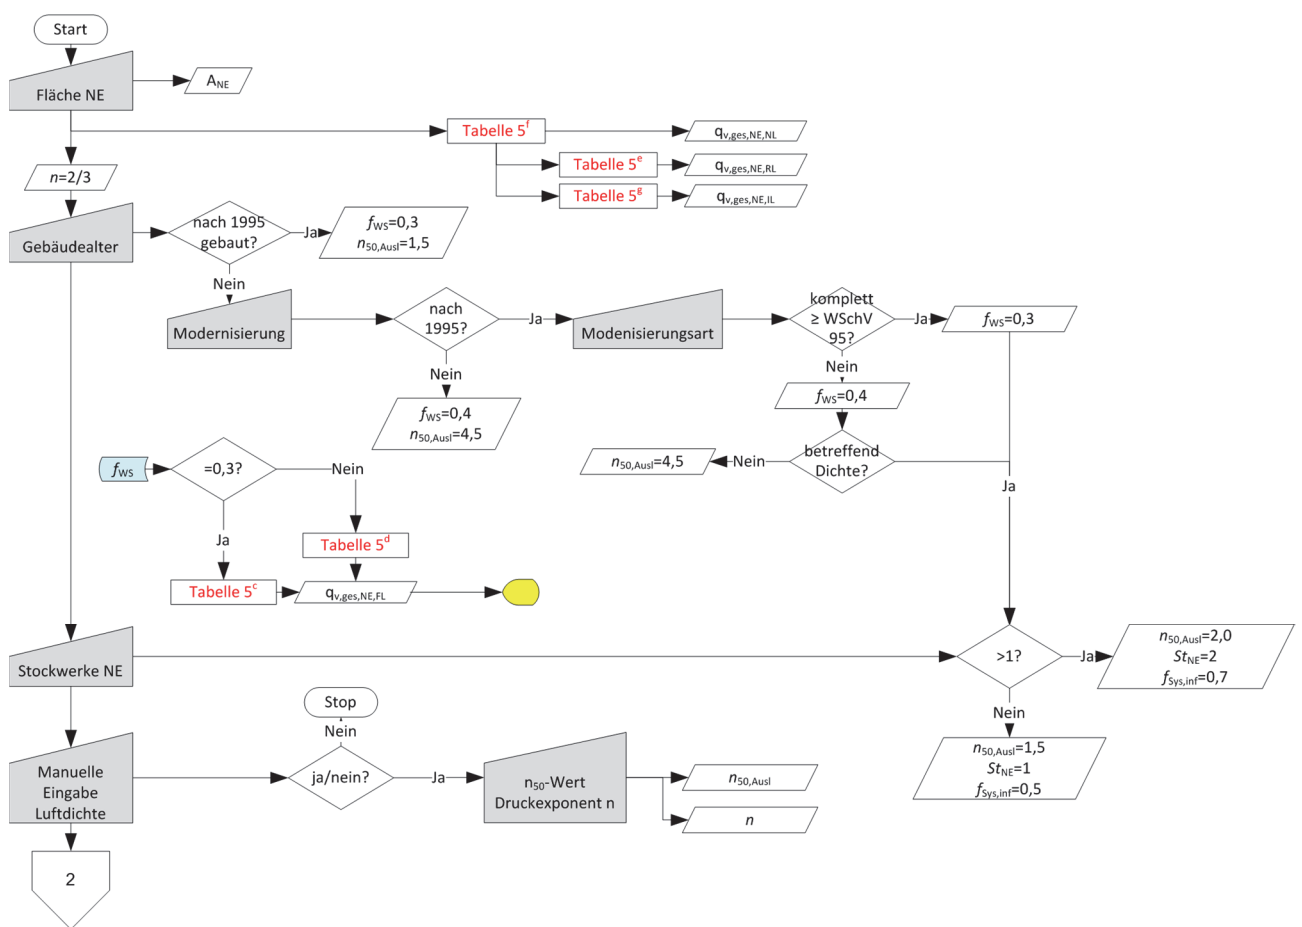 Start
Fläche NE
A_NE
Tabelle 5^f
q_v,ges,NE,NL
Tabelle 5^e
q_v,ges,NE,RL
Tabelle 5^g
q_v,ges,NE,IL
n=2/3
Gebäudealter
nach 1995
gebaut?
Ja
f_WS=0,3
n_50,Ausl=1,5
Nein
Modernisierung
nach
1995?
Ja
Modenisierungsart
komplett
≥ WSchV
95?
Ja
f_WS=0,3
Nein
f_WS=0,4
n_50,Ausl=4,5
Nein
f_WS=0,4
betreffend
Dichte?
Nein
n_50,Ausl=4,5
Ja
f_WS
=0,3?
Nein
Ja
Tabelle 5^d
Tabelle 5^c
q_v,ges,NE,FL
Stockwerke NE
>1?
Ja
n_50,Ausl=2,0
St_NE=2
f_Sys,inf=0,7
Nein
n_50,Ausl=1,5
St_NE=1
f_Sys,inf=0,5
Manuelle
Eingabe
Luftdichte
ja/nein?
Nein
Stop
Ja
n_50-Wert
Druckexponent n
n_50,Ausl
n
2